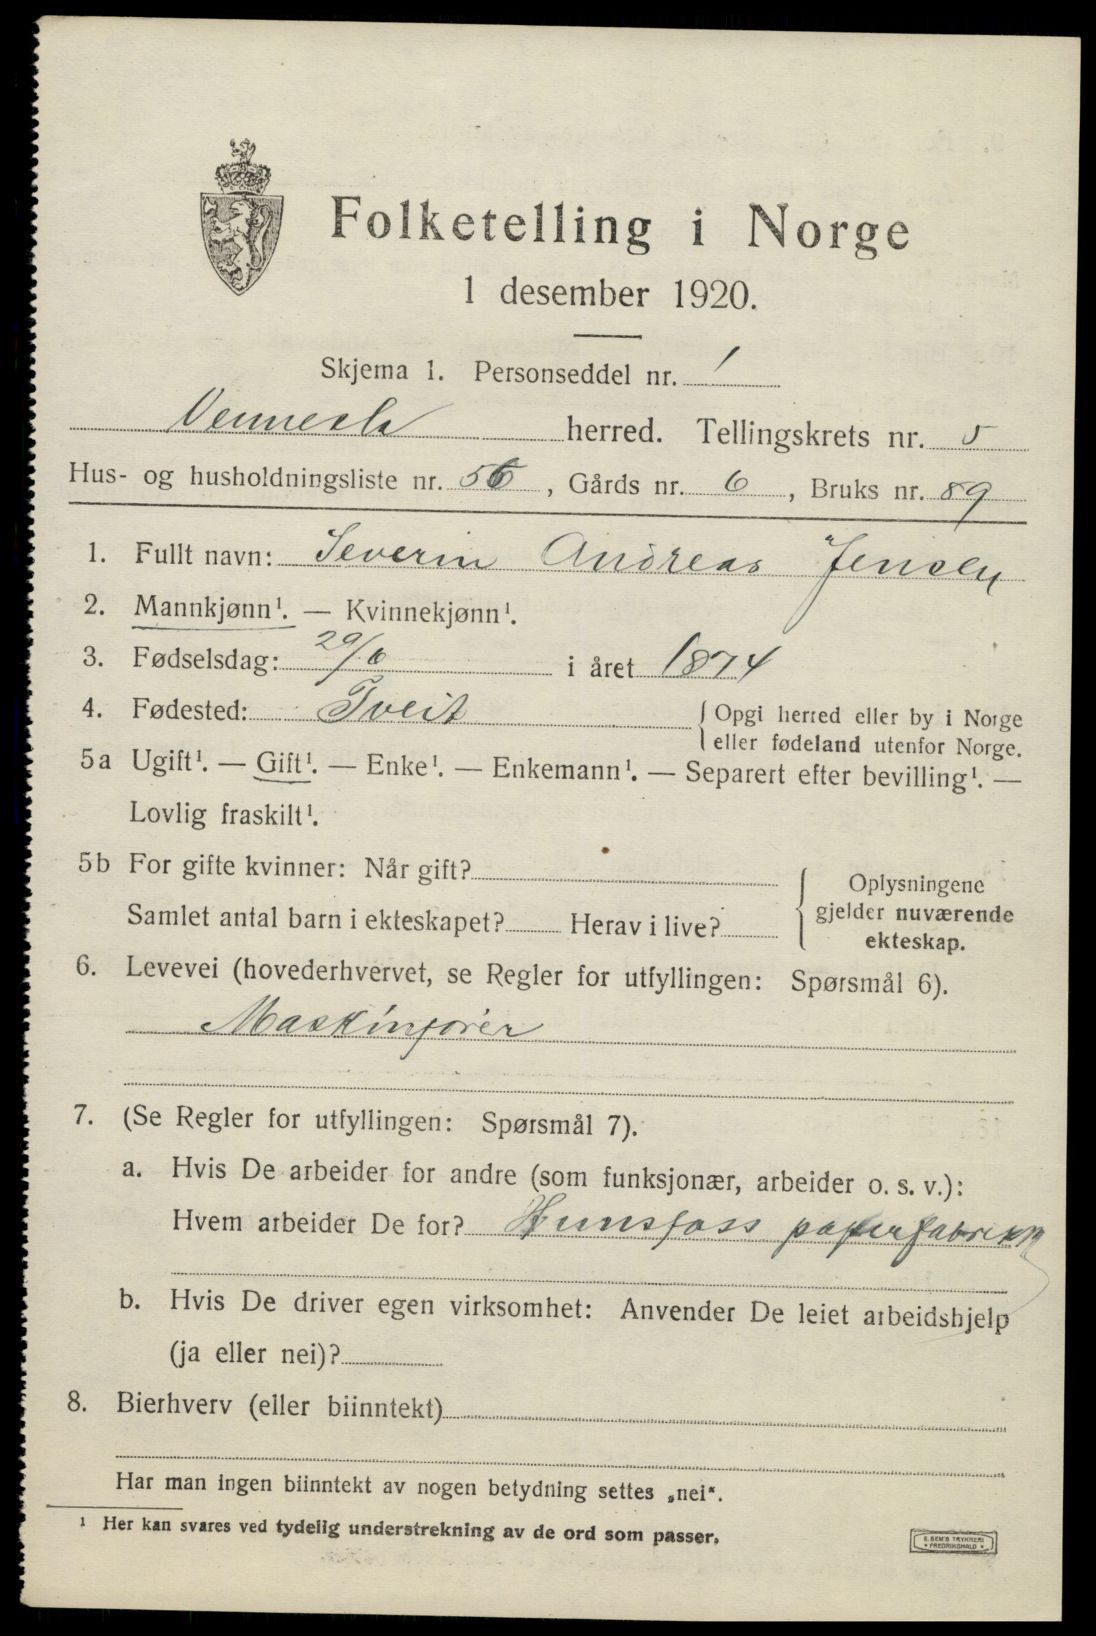 Folketelling i Norge
1 desember 1920.
Skjema 1. Personseddel nr. 1
Vennesla herred. Tellingskrets nr. 5
Hus- og husholdningsliste nr. 56, Gårds nr. 6, Bruks nr. 89
1. Fullt navn: Severin Andreas Jensen
2. Mannkjønn¹. — Kvinnekjønn¹.
3. Fødselsdag: 29/6 i året 1874
4. Fødested: Tveit { Opgi herred eller by i Norge
eller fødeland utenfor Norge.
5a Ugift¹. — Gift¹. — Enke¹. — Enkemann¹. — Separert efter bevilling¹. —
Lovlig fraskilt¹.
5b For gifte kvinner: Når gift?
Samlet antal barn i ekteskapet? Herav i live?
{ Oplysningene
gjelder nuværende
ekteskap.
6. Levevei (hovederhvervet, se Regler for utfyllingen: Spørsmål 6).
Maskinfører
7. (Se Regler for utfyllingen: Spørsmål 7).
a. Hvis De arbeider for andre (som funksjonær, arbeider o. s. v.):
Hvem arbeider De for? Hunsfoss paperfabrikk
b. Hvis De driver egen virksomhet: Anvender De leiet arbeidshjelp
(ja eller nei)?
8. Bierhverv (eller biinntekt)
Har man ingen biinntekt av nogen betydning settes „nei".
¹ Her kan svares ved tydelig understrekning av de ord som passer.
E. SEM'S TRYKKERI
* FREDRIKSHALD *